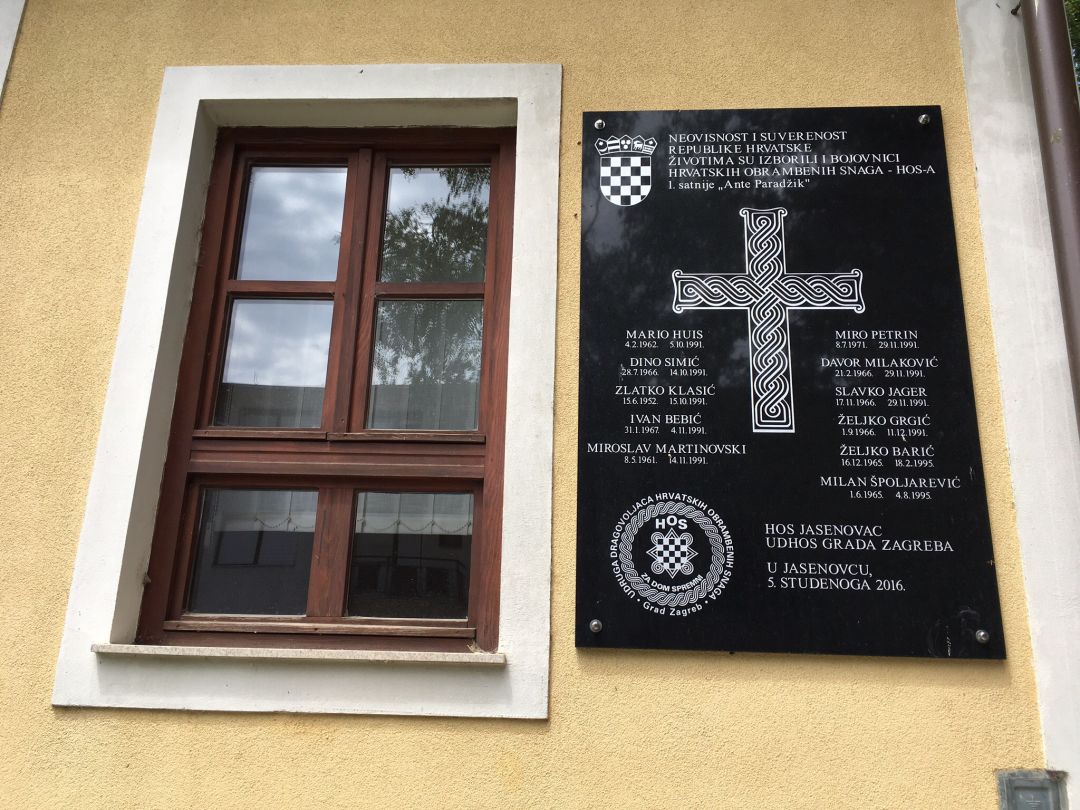 NEOVISNOST I SUVERENOST
REPUBLIKE HRVATSKE
ŽIVOTIMA SU IZBORILI I BOJOVNICI
HRVATSKIH OBRAMBENIH SNAGA - HOS-A
1. satnije „Ante Paradžik"
MARIO HUIS
4.2.1962. 5.10.1991.
DINO SIMIĆ
28.7.1966. 14.10.1991.
ZLATKO KLASIĆ
15.6.1952. 15.10.1991.
IVAN BEBIĆ
31.1.1967. 4.11.1991.
MIROSLAV MARTINOVSKI
8.5.1961. 14.11.1991.
MIRO PETRIN
8.7.1971. 29.11.1991.
DAVOR MILAKOVIĆ
21.2.1966. 29.11.1991.
SLAVKO JAGER
17.11.1966. 29.11.1991.
ŽELJKO GRGIĆ
1.9.1966. 11.12.1991.
ŽELJKO BARIĆ
16.12.1965. 18.2.1995.
MILAN ŠPOLJAREVIĆ
1.6.1965. 4.8.1995.
UDRUGA DRAGOVOLJACA HRVATSKIH OBRAMBENIH SNAGA
HOS
ZA DOM SPREMNI
• Grad Zagreb •
HOS JASENOVAC
UDHOS GRADA ZAGREBA
U JASENOVCU,
5. STUDENOGA 2016.